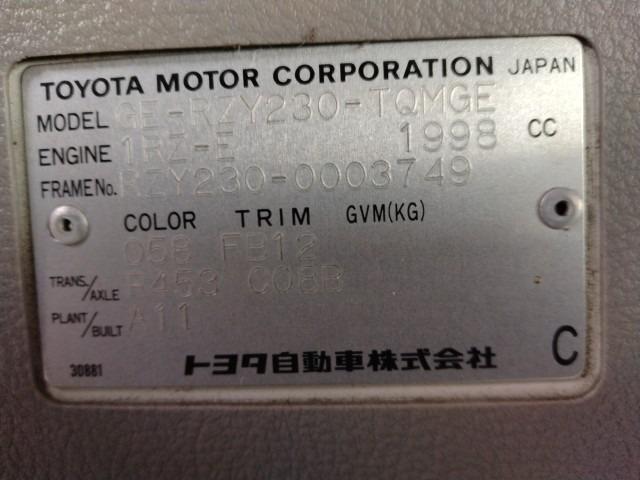 TOYOTA MOTOR CORPORATION JAPAN
MODEL GE-RZY230-TQMGE
ENGINE 1RZ-E 1998 CC
FRAME No. RZY230-0003749
COLOR TRIM GVM(KG)
058 FB12
TRANS./AXLE R453 C08B
PLANT/BUILT A11
30881 トヨタ自動車株式会社 C